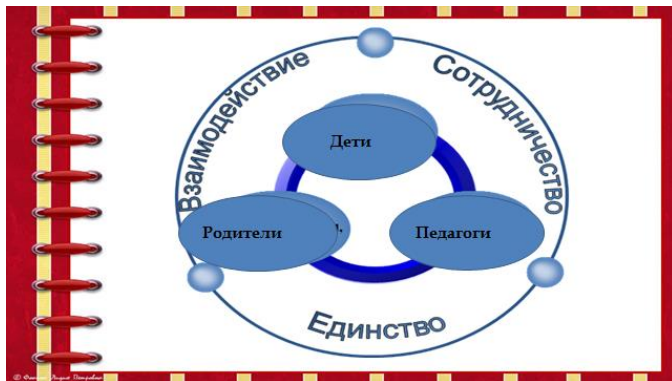 Взаимодействие
Сотрудничество
Дети
Родители
Педагоги
Единство